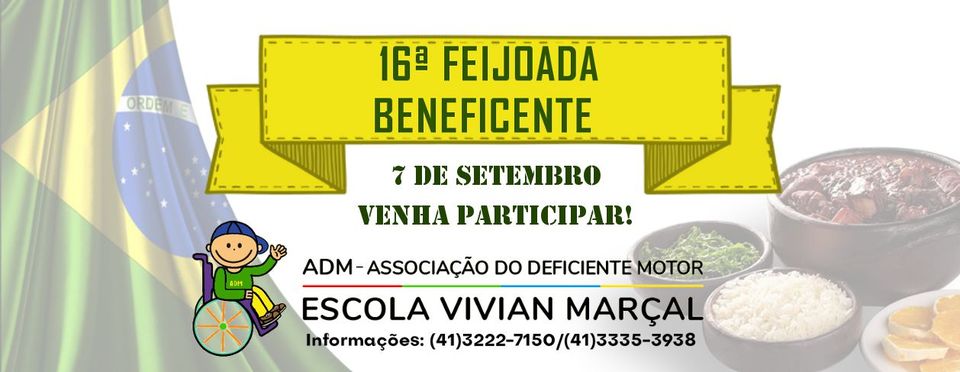 ORDEM E
16ª FEIJOADA
BENEFICENTE
7 DE SETEMBRO
VENHA PARTICIPAR!
ADM
ADM - ASSOCIAÇÃO DO DEFICIENTE MOTOR
ESCOLA VIVIAN MARÇAL
Informações: (41)3222-7150/(41)3335-3938